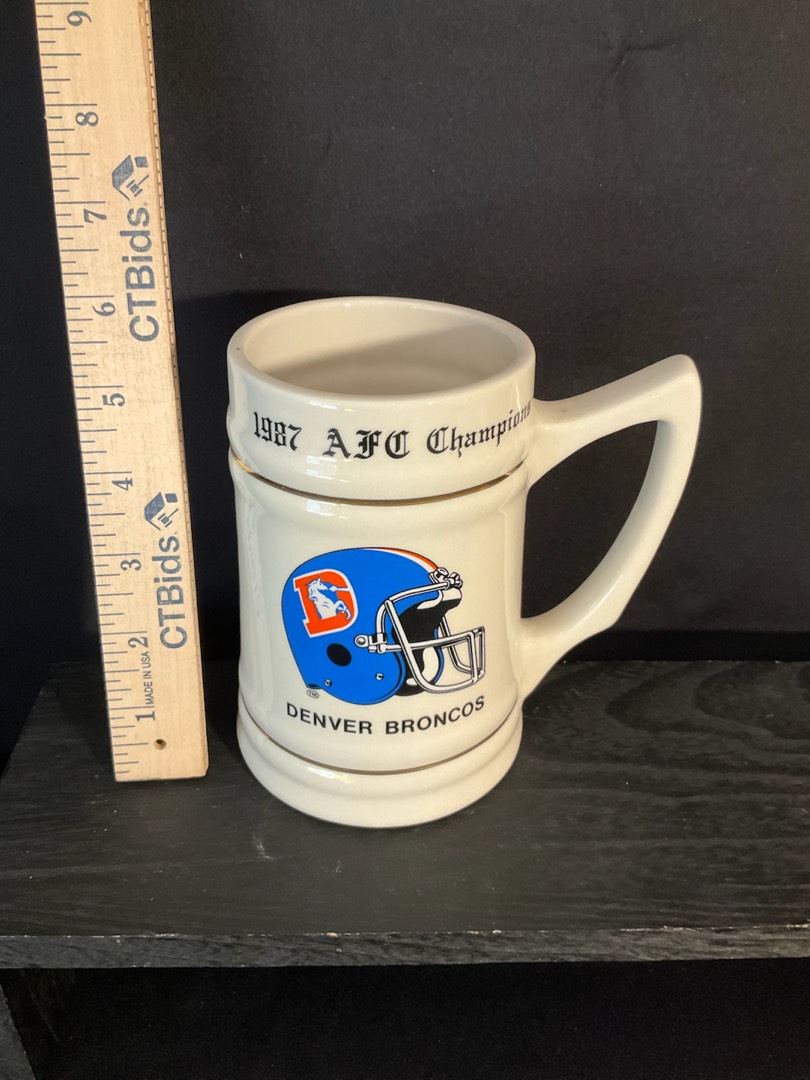 1987 AFC Champions
D
TM
DENVER BRONCOS
9
8
7
6
5
4
3
2
1
CTBids
CTBids
MADE IN USA